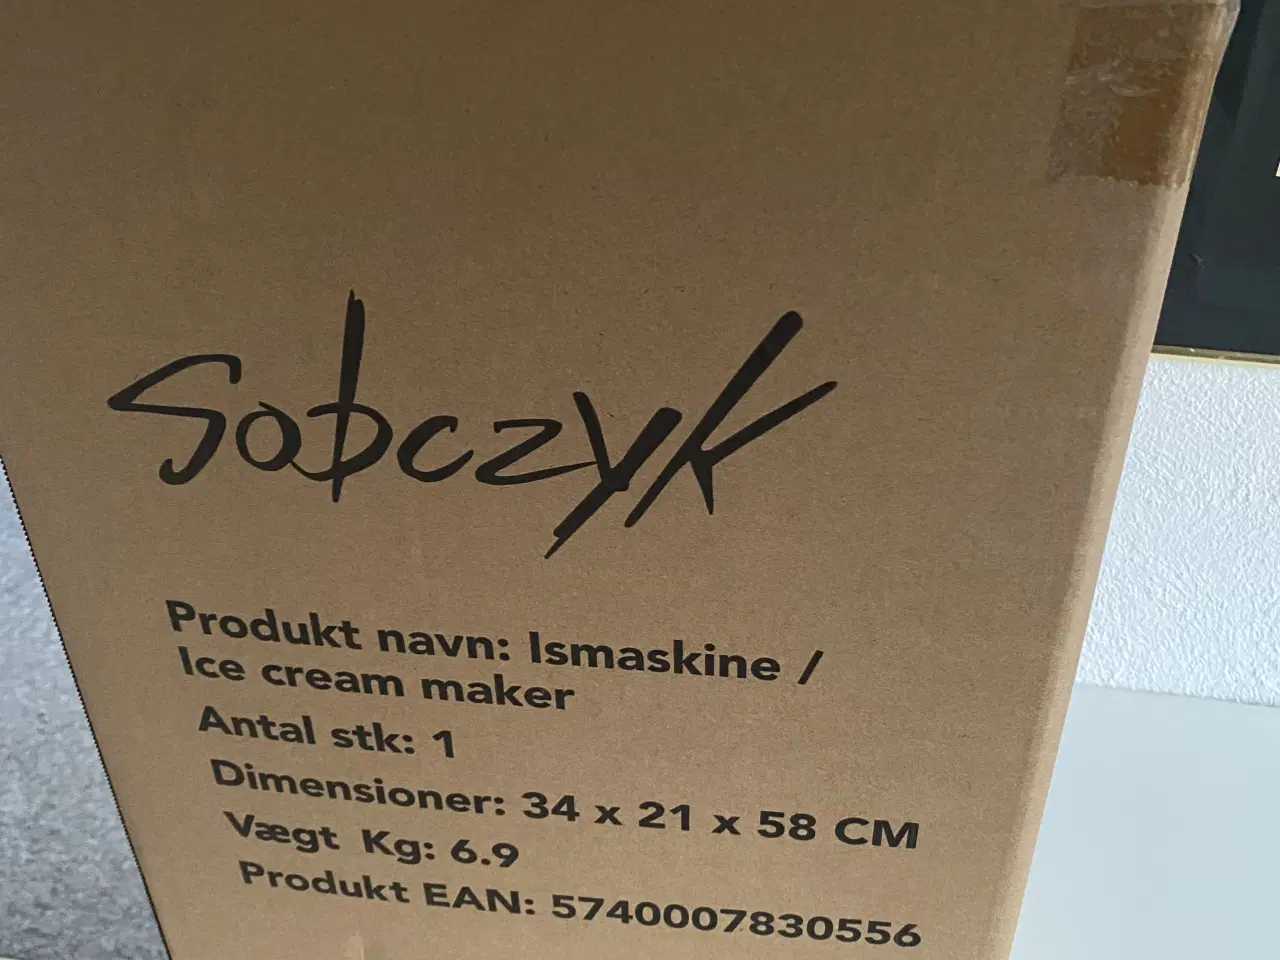 Sobczyk
Produkt navn: Ismaskine /
Ice cream maker
Antal stk: 1
Dimensioner: 34 x 21 x 58 CM
Vægt Kg: 6.9
Produkt EAN: 5740007830556